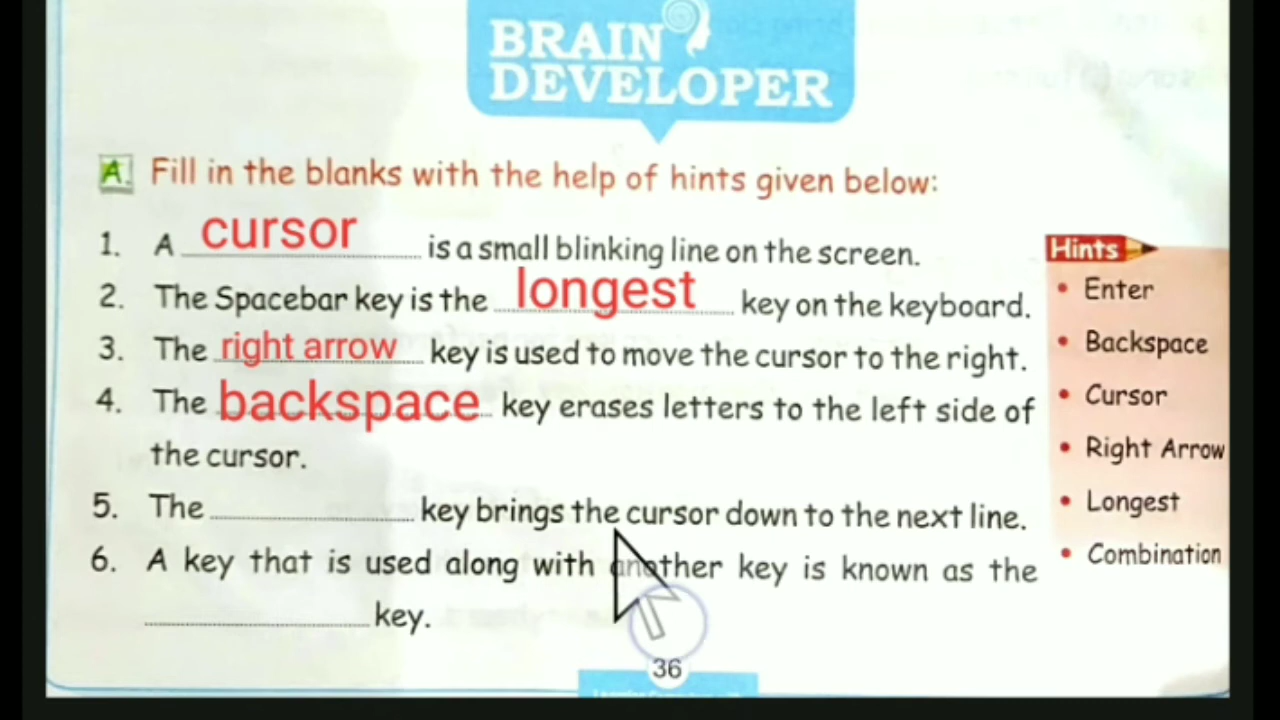 BRAIN
DEVELOPER
A. Fill in the blanks with the help of hints given below:
1. A cursor is a small blinking line on the screen.
2. The Spacebar key is the longest key on the keyboard.
3. The right arrow key is used to move the cursor to the right.
4. The backspace key erases letters to the left side of
the cursor.
5. The .................... key brings the cursor down to the next line.
6. A key that is used along with another key is known as the
.................... key.
Hints
• Enter
• Backspace
• Cursor
• Right Arrow
• Longest
• Combination
36